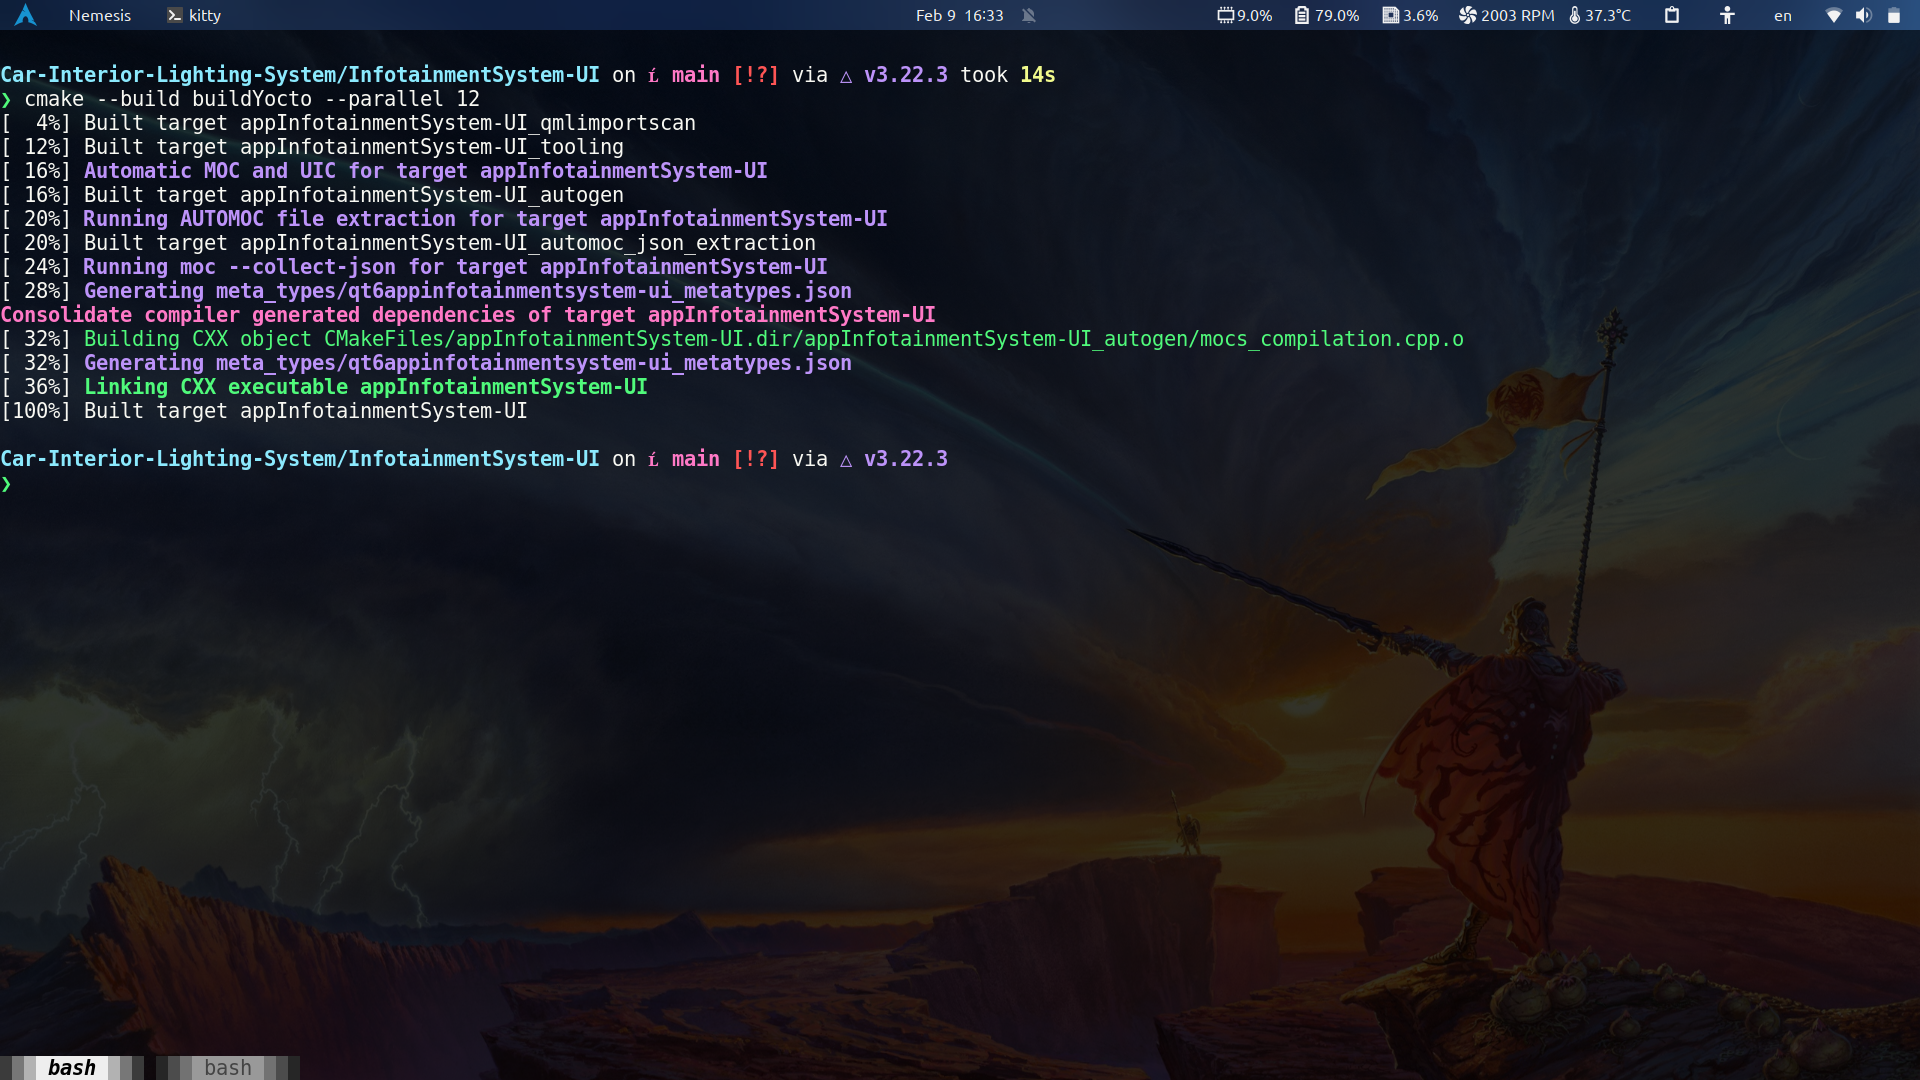 Nemesis kitty Feb 9 16:33 9.0% 79.0% 3.6% 2003 RPM 37.3°C en
Car-Interior-Lighting-System/InfotainmentSystem-UI on main [!?] via △ v3.22.3 took 14s
❯ cmake --build buildYocto --parallel 12
[  4%] Built target appInfotainmentSystem-UI_qmlimportscan
[ 12%] Built target appInfotainmentSystem-UI_tooling
[ 16%] Automatic MOC and UIC for target appInfotainmentSystem-UI
[ 16%] Built target appInfotainmentSystem-UI_autogen
[ 20%] Running AUTOMOC file extraction for target appInfotainmentSystem-UI
[ 20%] Built target appInfotainmentSystem-UI_automoc_json_extraction
[ 24%] Running moc --collect-json for target appInfotainmentSystem-UI
[ 28%] Generating meta_types/qt6appinfotainmentsystem-ui_metatypes.json
Consolidate compiler generated dependencies of target appInfotainmentSystem-UI
[ 32%] Building CXX object CMakeFiles/appInfotainmentSystem-UI.dir/appInfotainmentSystem-UI_autogen/mocs_compilation.cpp.o
[ 32%] Generating meta_types/qt6appinfotainmentsystem-ui_metatypes.json
[ 36%] Linking CXX executable appInfotainmentSystem-UI
[100%] Built target appInfotainmentSystem-UI
Car-Interior-Lighting-System/InfotainmentSystem-UI on main [!?] via △ v3.22.3
❯
bash bash